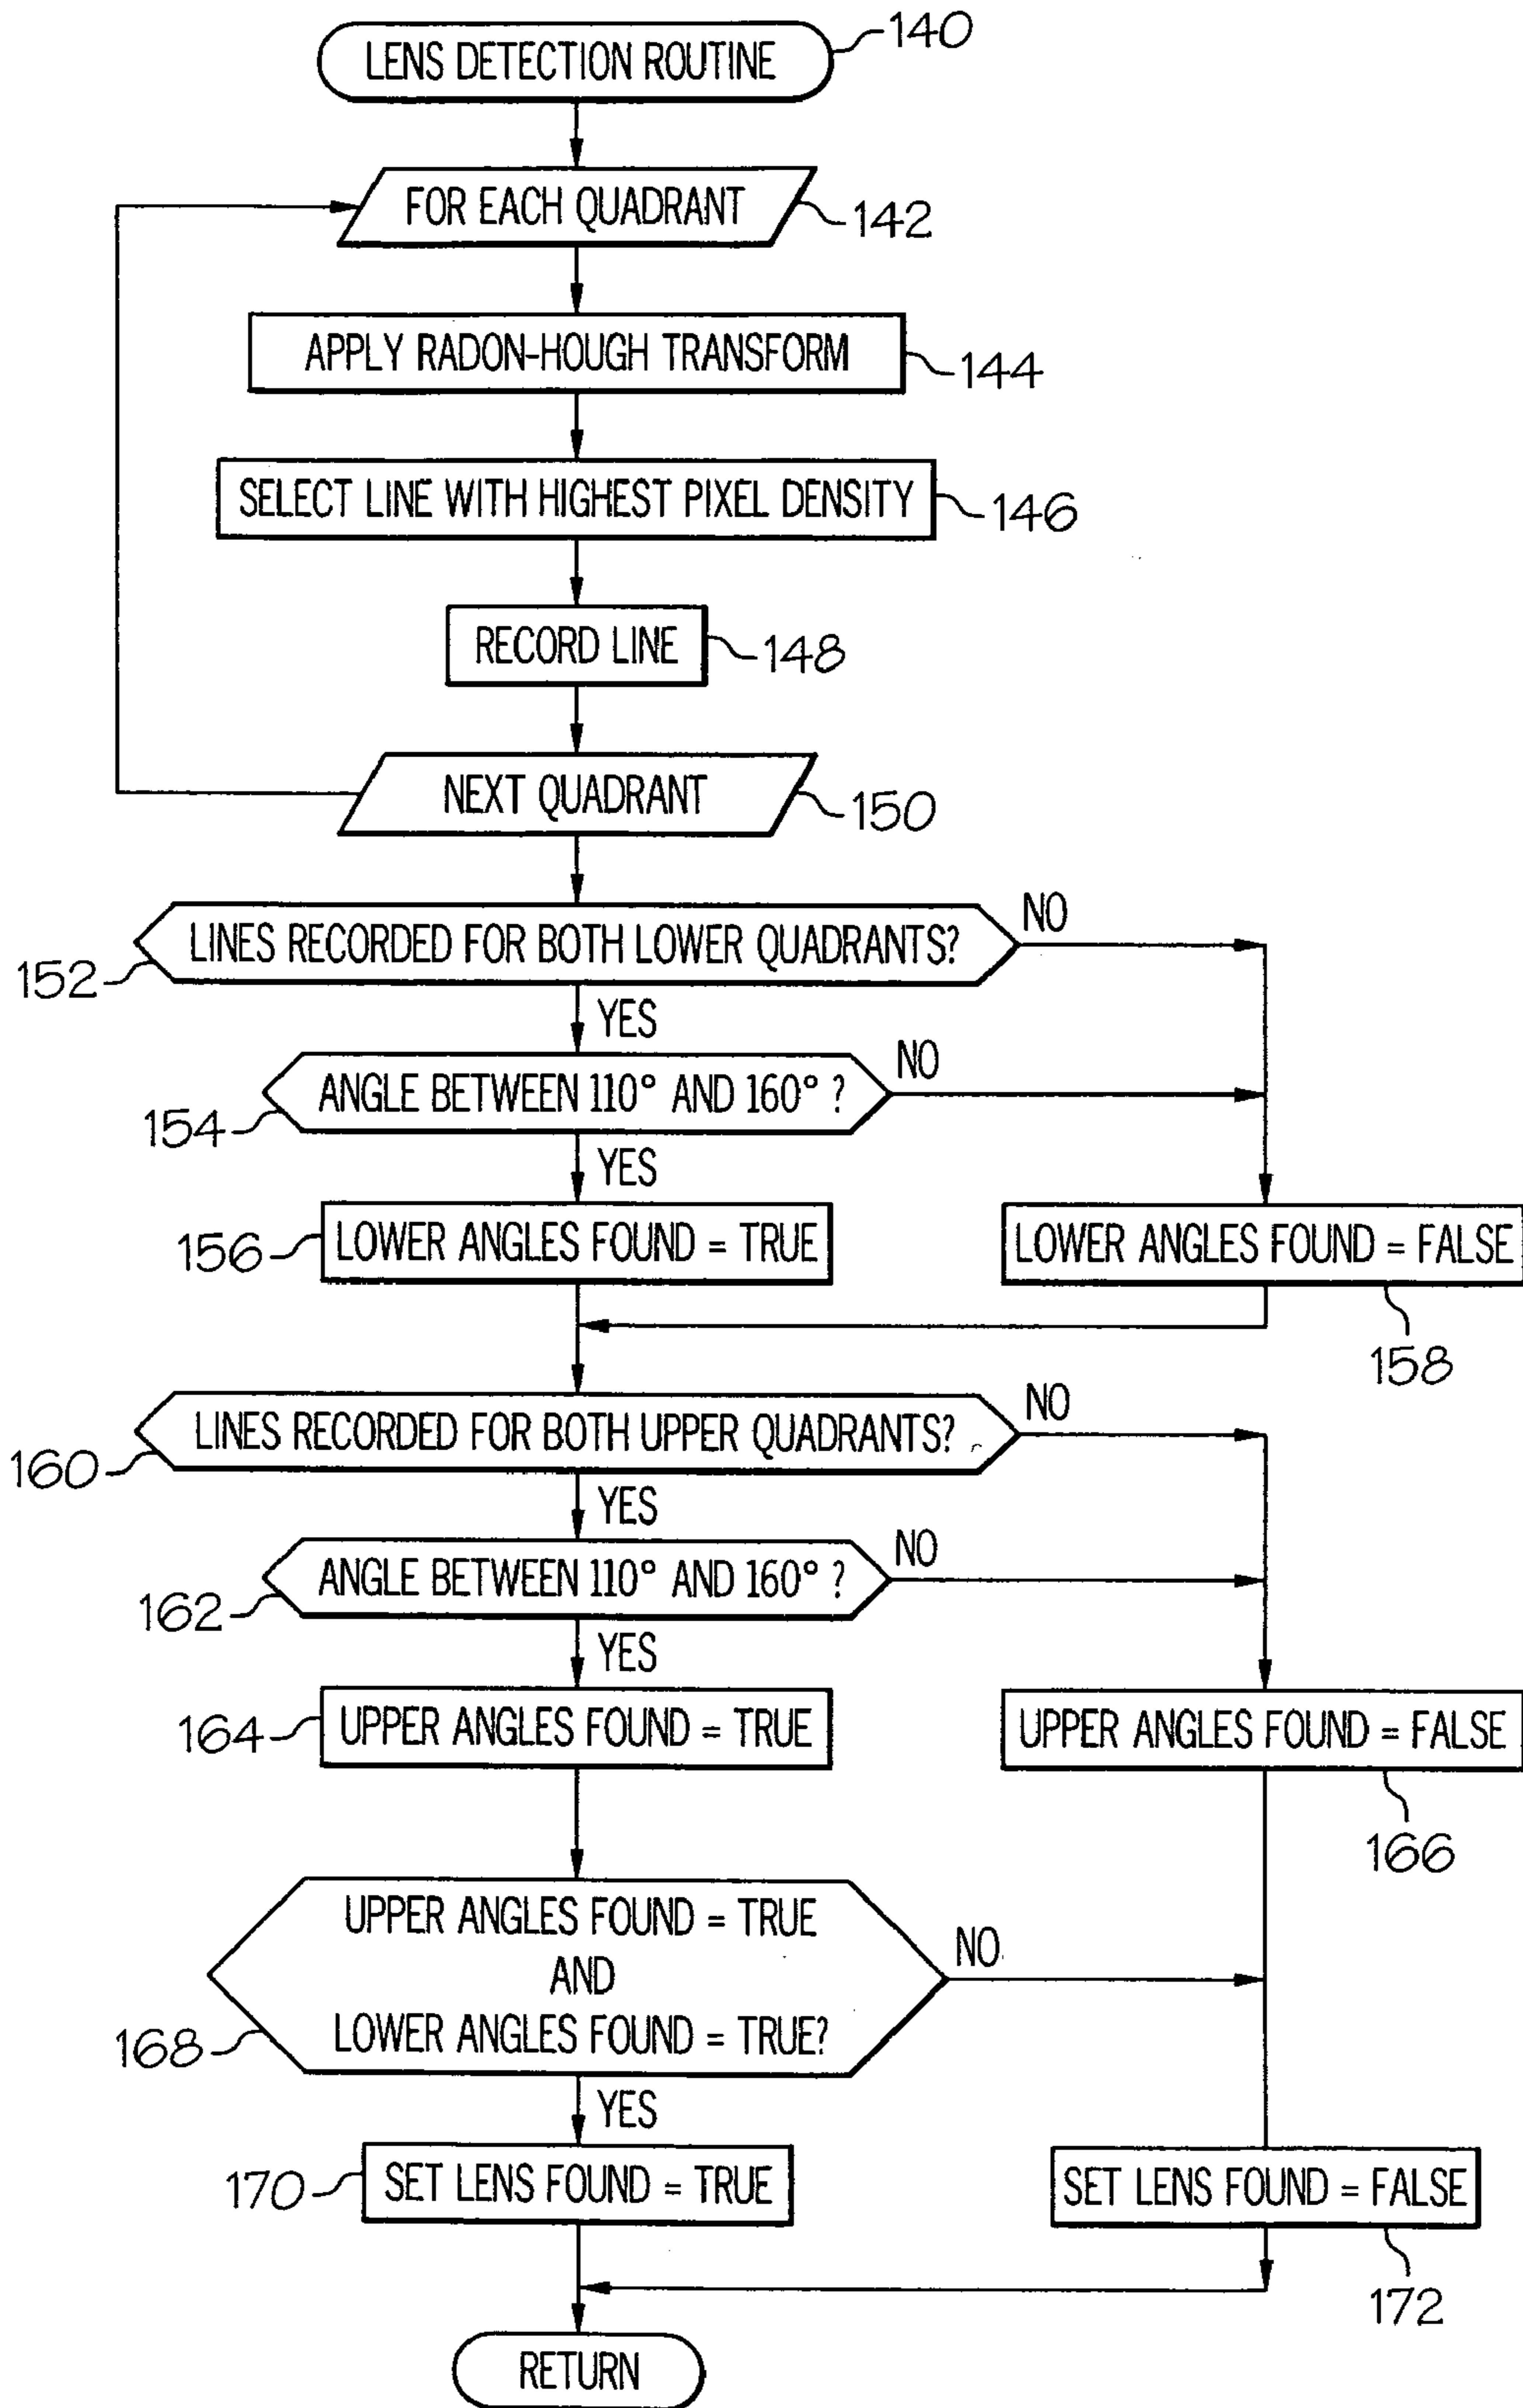 LENS DETECTION ROUTINE
140
FOR EACH QUADRANT
142
APPLY RADON-HOUGH TRANSFORM
144
SELECT LINE WITH HIGHEST PIXEL DENSITY
146
RECORD LINE
148
NEXT QUADRANT
150
LINES RECORDED FOR BOTH LOWER QUADRANTS?
NO
152
YES
ANGLE BETWEEN 110° AND 160° ?
NO
154
YES
156
LOWER ANGLES FOUND = TRUE
LOWER ANGLES FOUND = FALSE
158
LINES RECORDED FOR BOTH UPPER QUADRANTS?
NO
160
YES
ANGLE BETWEEN 110° AND 160° ?
NO
162
YES
164
UPPER ANGLES FOUND = TRUE
UPPER ANGLES FOUND = FALSE
166
UPPER ANGLES FOUND = TRUE
AND
LOWER ANGLES FOUND = TRUE?
NO
168
YES
170
SET LENS FOUND = TRUE
SET LENS FOUND = FALSE
172
RETURN